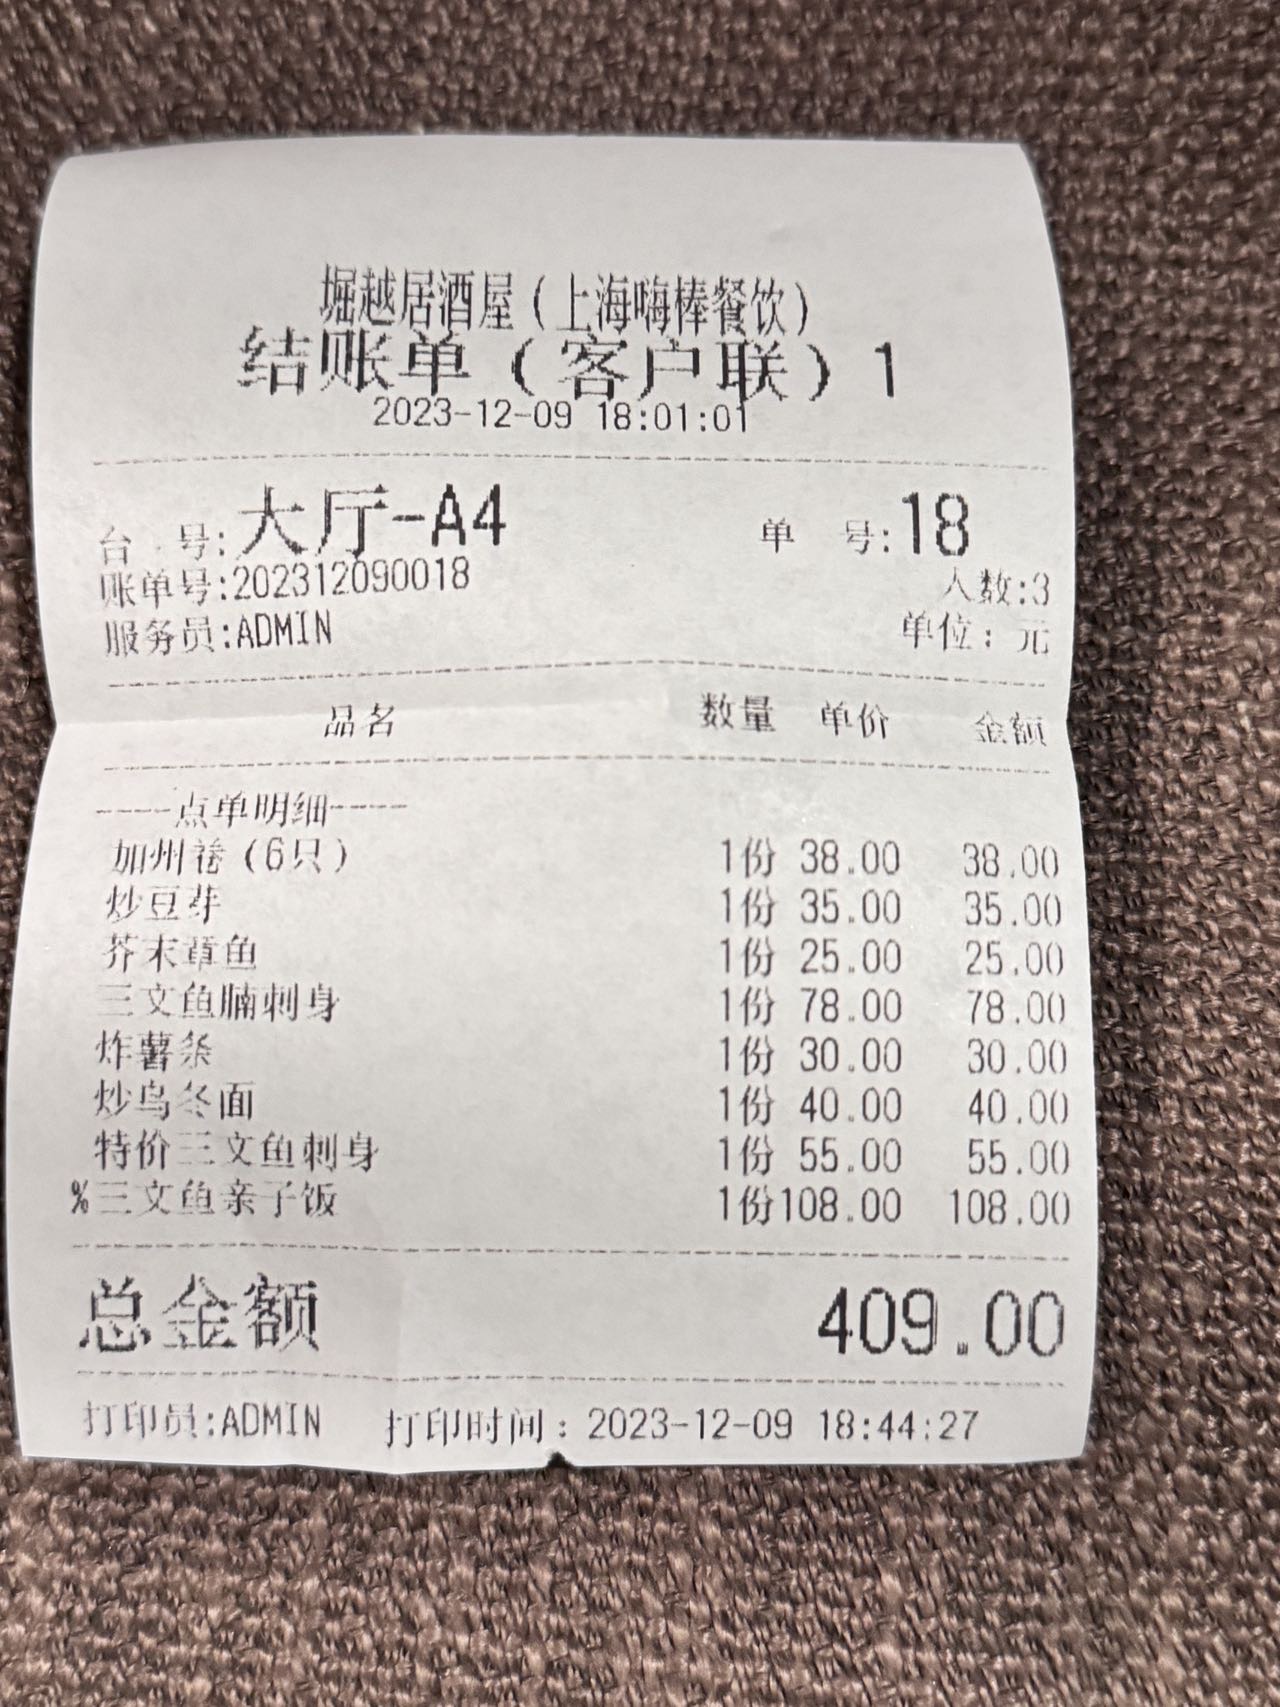 堀越居酒屋(上海嗨棒餐饮)
结账单(客户联)1
2023-12-09 18:01:01
台 号:大厅-A4 单 号:18
账单号:202312090018 人数:3
服务员:ADMIN 单位:元
品名 数量 单价 金额
----点单明细----
加州卷(6只) 1份 38.00 38.00
炒豆芽 1份 35.00 35.00
芥末章鱼 1份 25.00 25.00
三文鱼腩刺身 1份 78.00 78.00
炸薯条 1份 30.00 30.00
炒乌冬面 1份 40.00 40.00
特价三文鱼刺身 1份 55.00 55.00
%三文鱼亲子饭 1份108.00 108.00
总金额 409.00
打印员:ADMIN 打印时间:2023-12-09 18:44:27